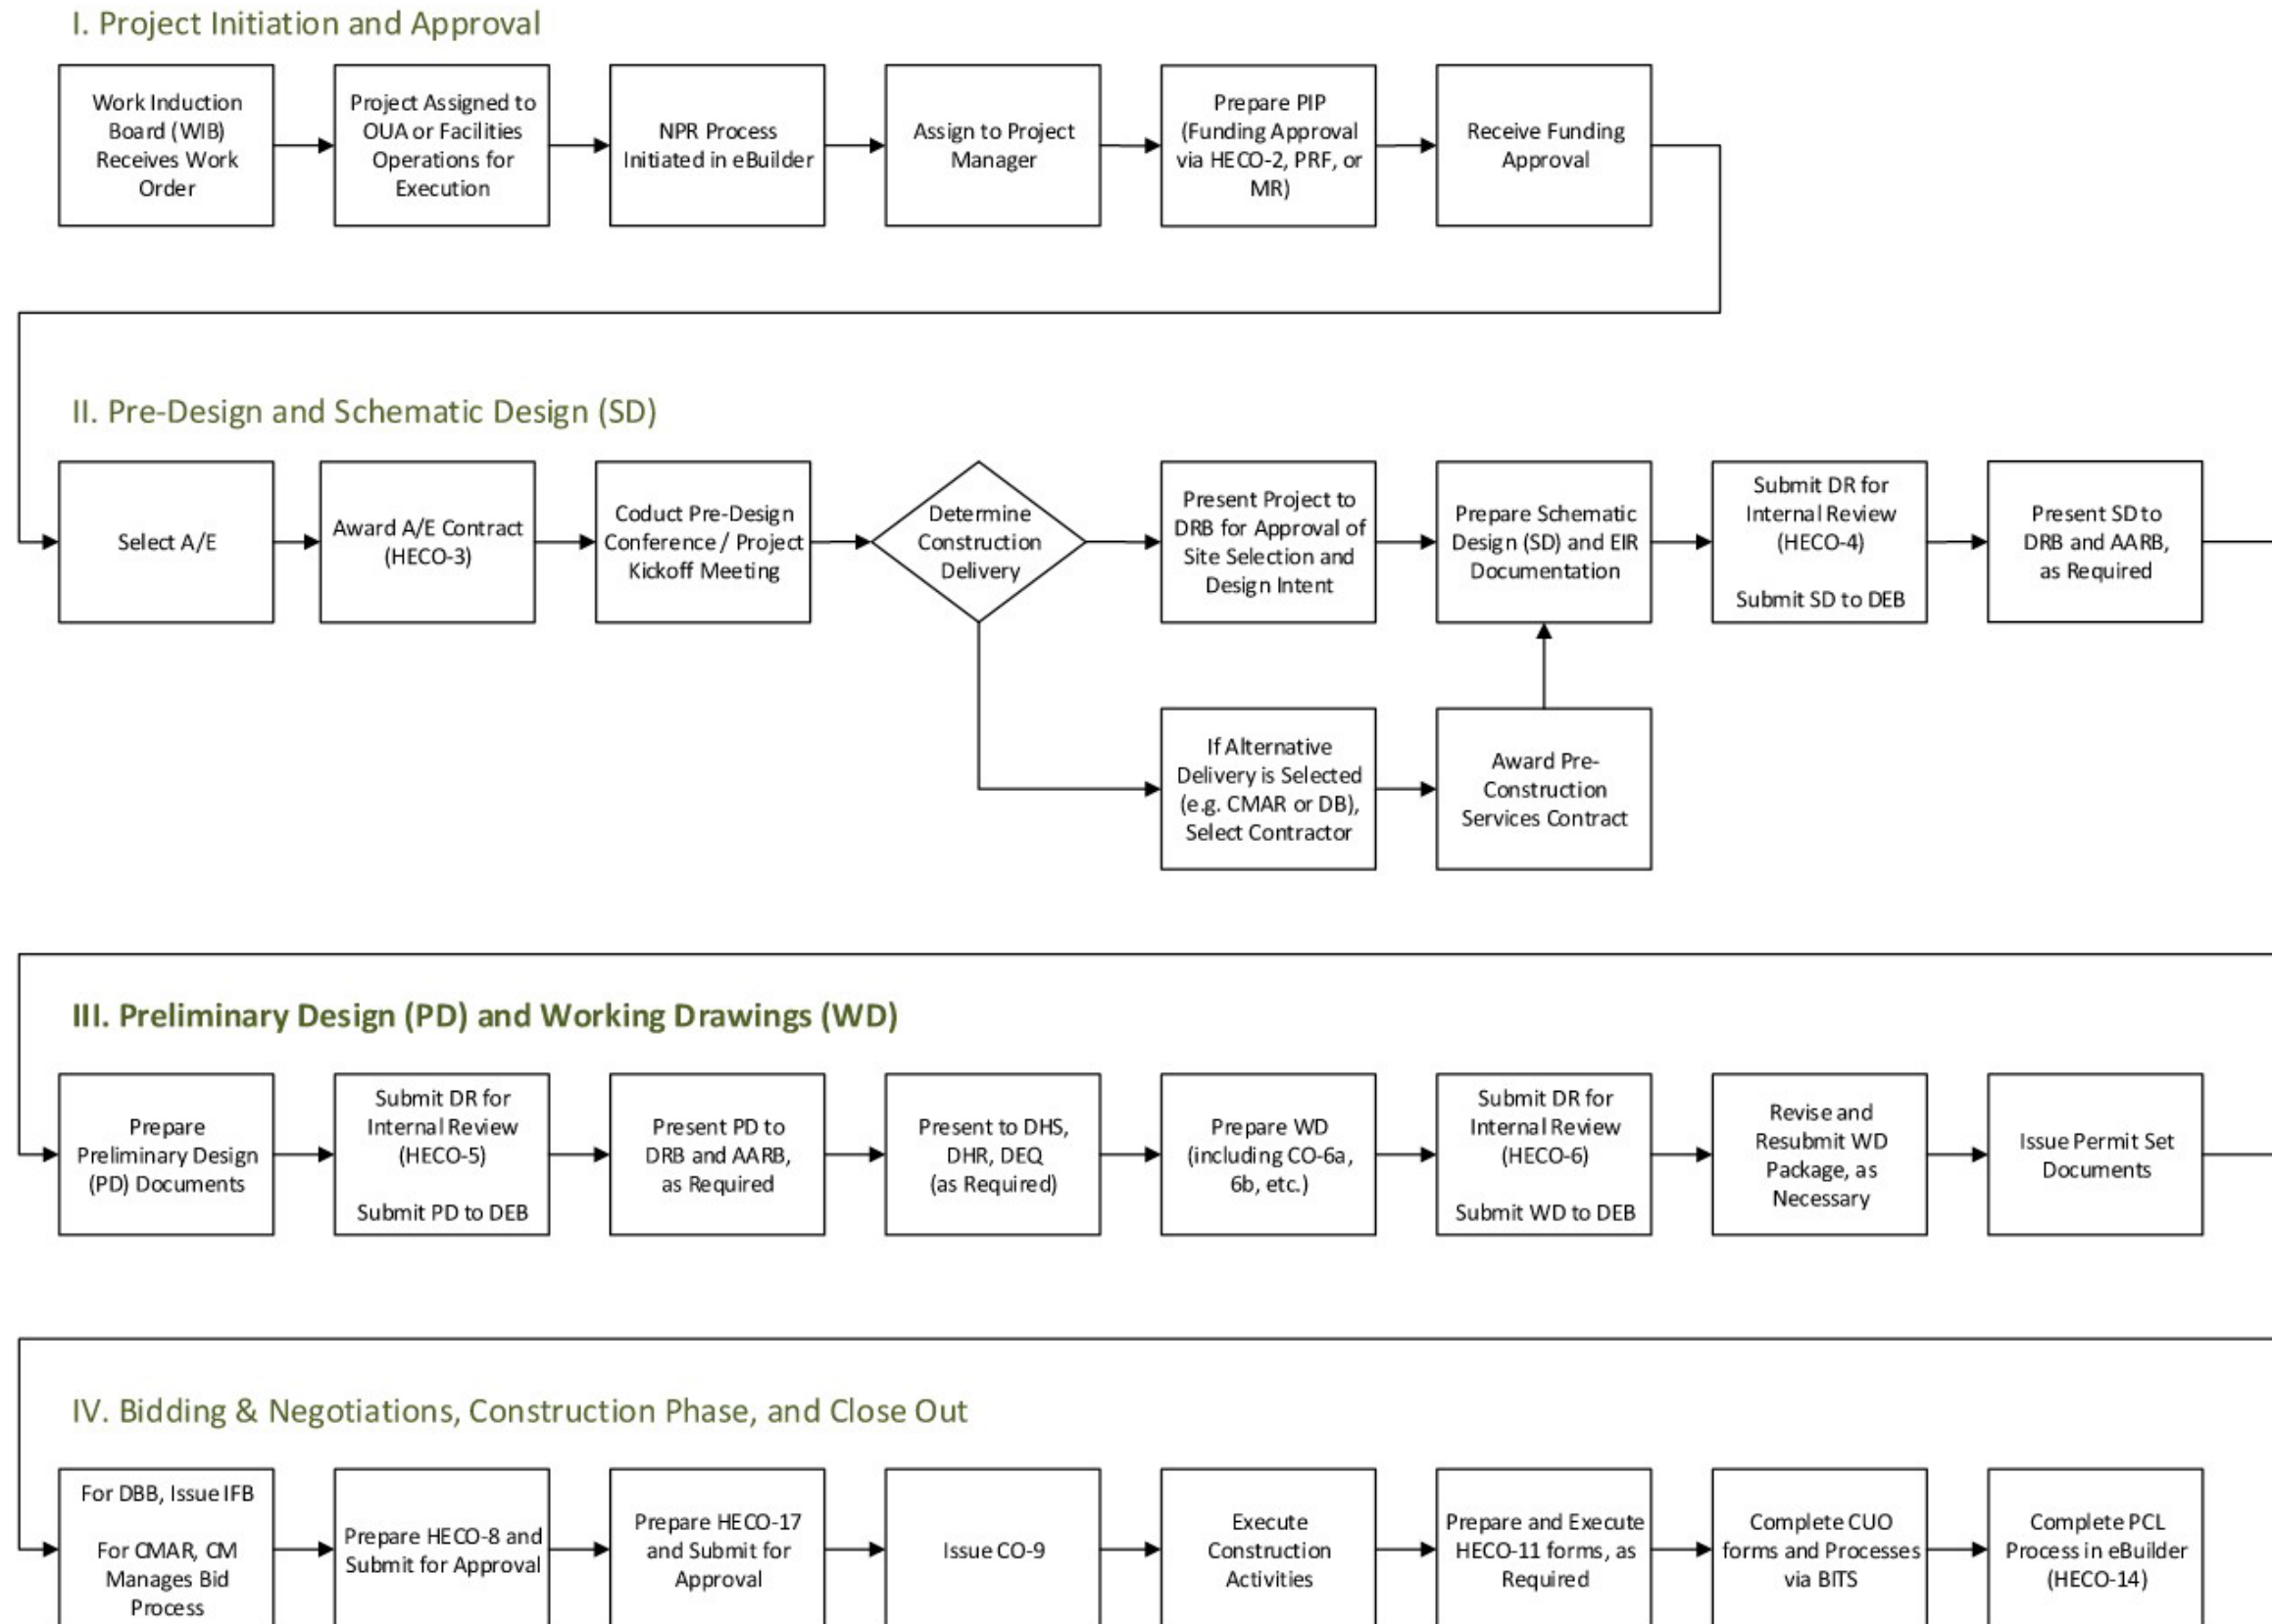 I. Project Initiation and Approval
Work Induction
Board (WIB)
Receives Work
Order
Project Assigned to
OUA or Facilities
Operations for
Execution
NPR Process
Initiated in eBuilder
Assign to Project
Manager
Prepare PIP
(Funding Approval
via HECO-2, PRF, or
MR)
Receive Funding
Approval
II. Pre-Design and Schematic Design (SD)
Select A/E
Award A/E Contract
(HECO-3)
Coduct Pre-Design
Conference / Project
Kickoff Meeting
Determine
Construction
Delivery
Present Project to
DRB for Approval of
Site Selection and
Design Intent
Prepare Schematic
Design (SD) and EIR
Documentation
Submit DR for
Internal Review
(HECO-4)
Submit SD to DEB
Present SD to
DRB and AARB,
as Required
If Alternative
Delivery is Selected
(e.g. CMAR or DB),
Select Contractor
Award Pre-
Construction
Services Contract
III. Preliminary Design (PD) and Working Drawings (WD)
Prepare
Preliminary Design
(PD) Documents
Submit DR for
Internal Review
(HECO-5)
Submit PD to DEB
Present PD to
DRB and AARB,
as Required
Present to DHS,
DHR, DEQ
(as Required)
Prepare WD
(including CO-6a,
6b, etc.)
Submit DR for
Internal Review
(HECO-6)
Submit WD to DEB
Revise and
Resubmit WD
Package, as
Necessary
Issue Permit Set
Documents
IV. Bidding & Negotiations, Construction Phase, and Close Out
For DBB, Issue IFB
For CMAR, CM
Manages Bid
Process
Prepare HECO-8 and
Submit for Approval
Prepare HECO-17
and Submit for
Approval
Issue CO-9
Execute
Construction
Activities
Prepare and Execute
HECO-11 forms, as
Required
Complete CUO
forms and Processes
via BITS
Complete PCL
Process in eBuilder
(HECO-14)